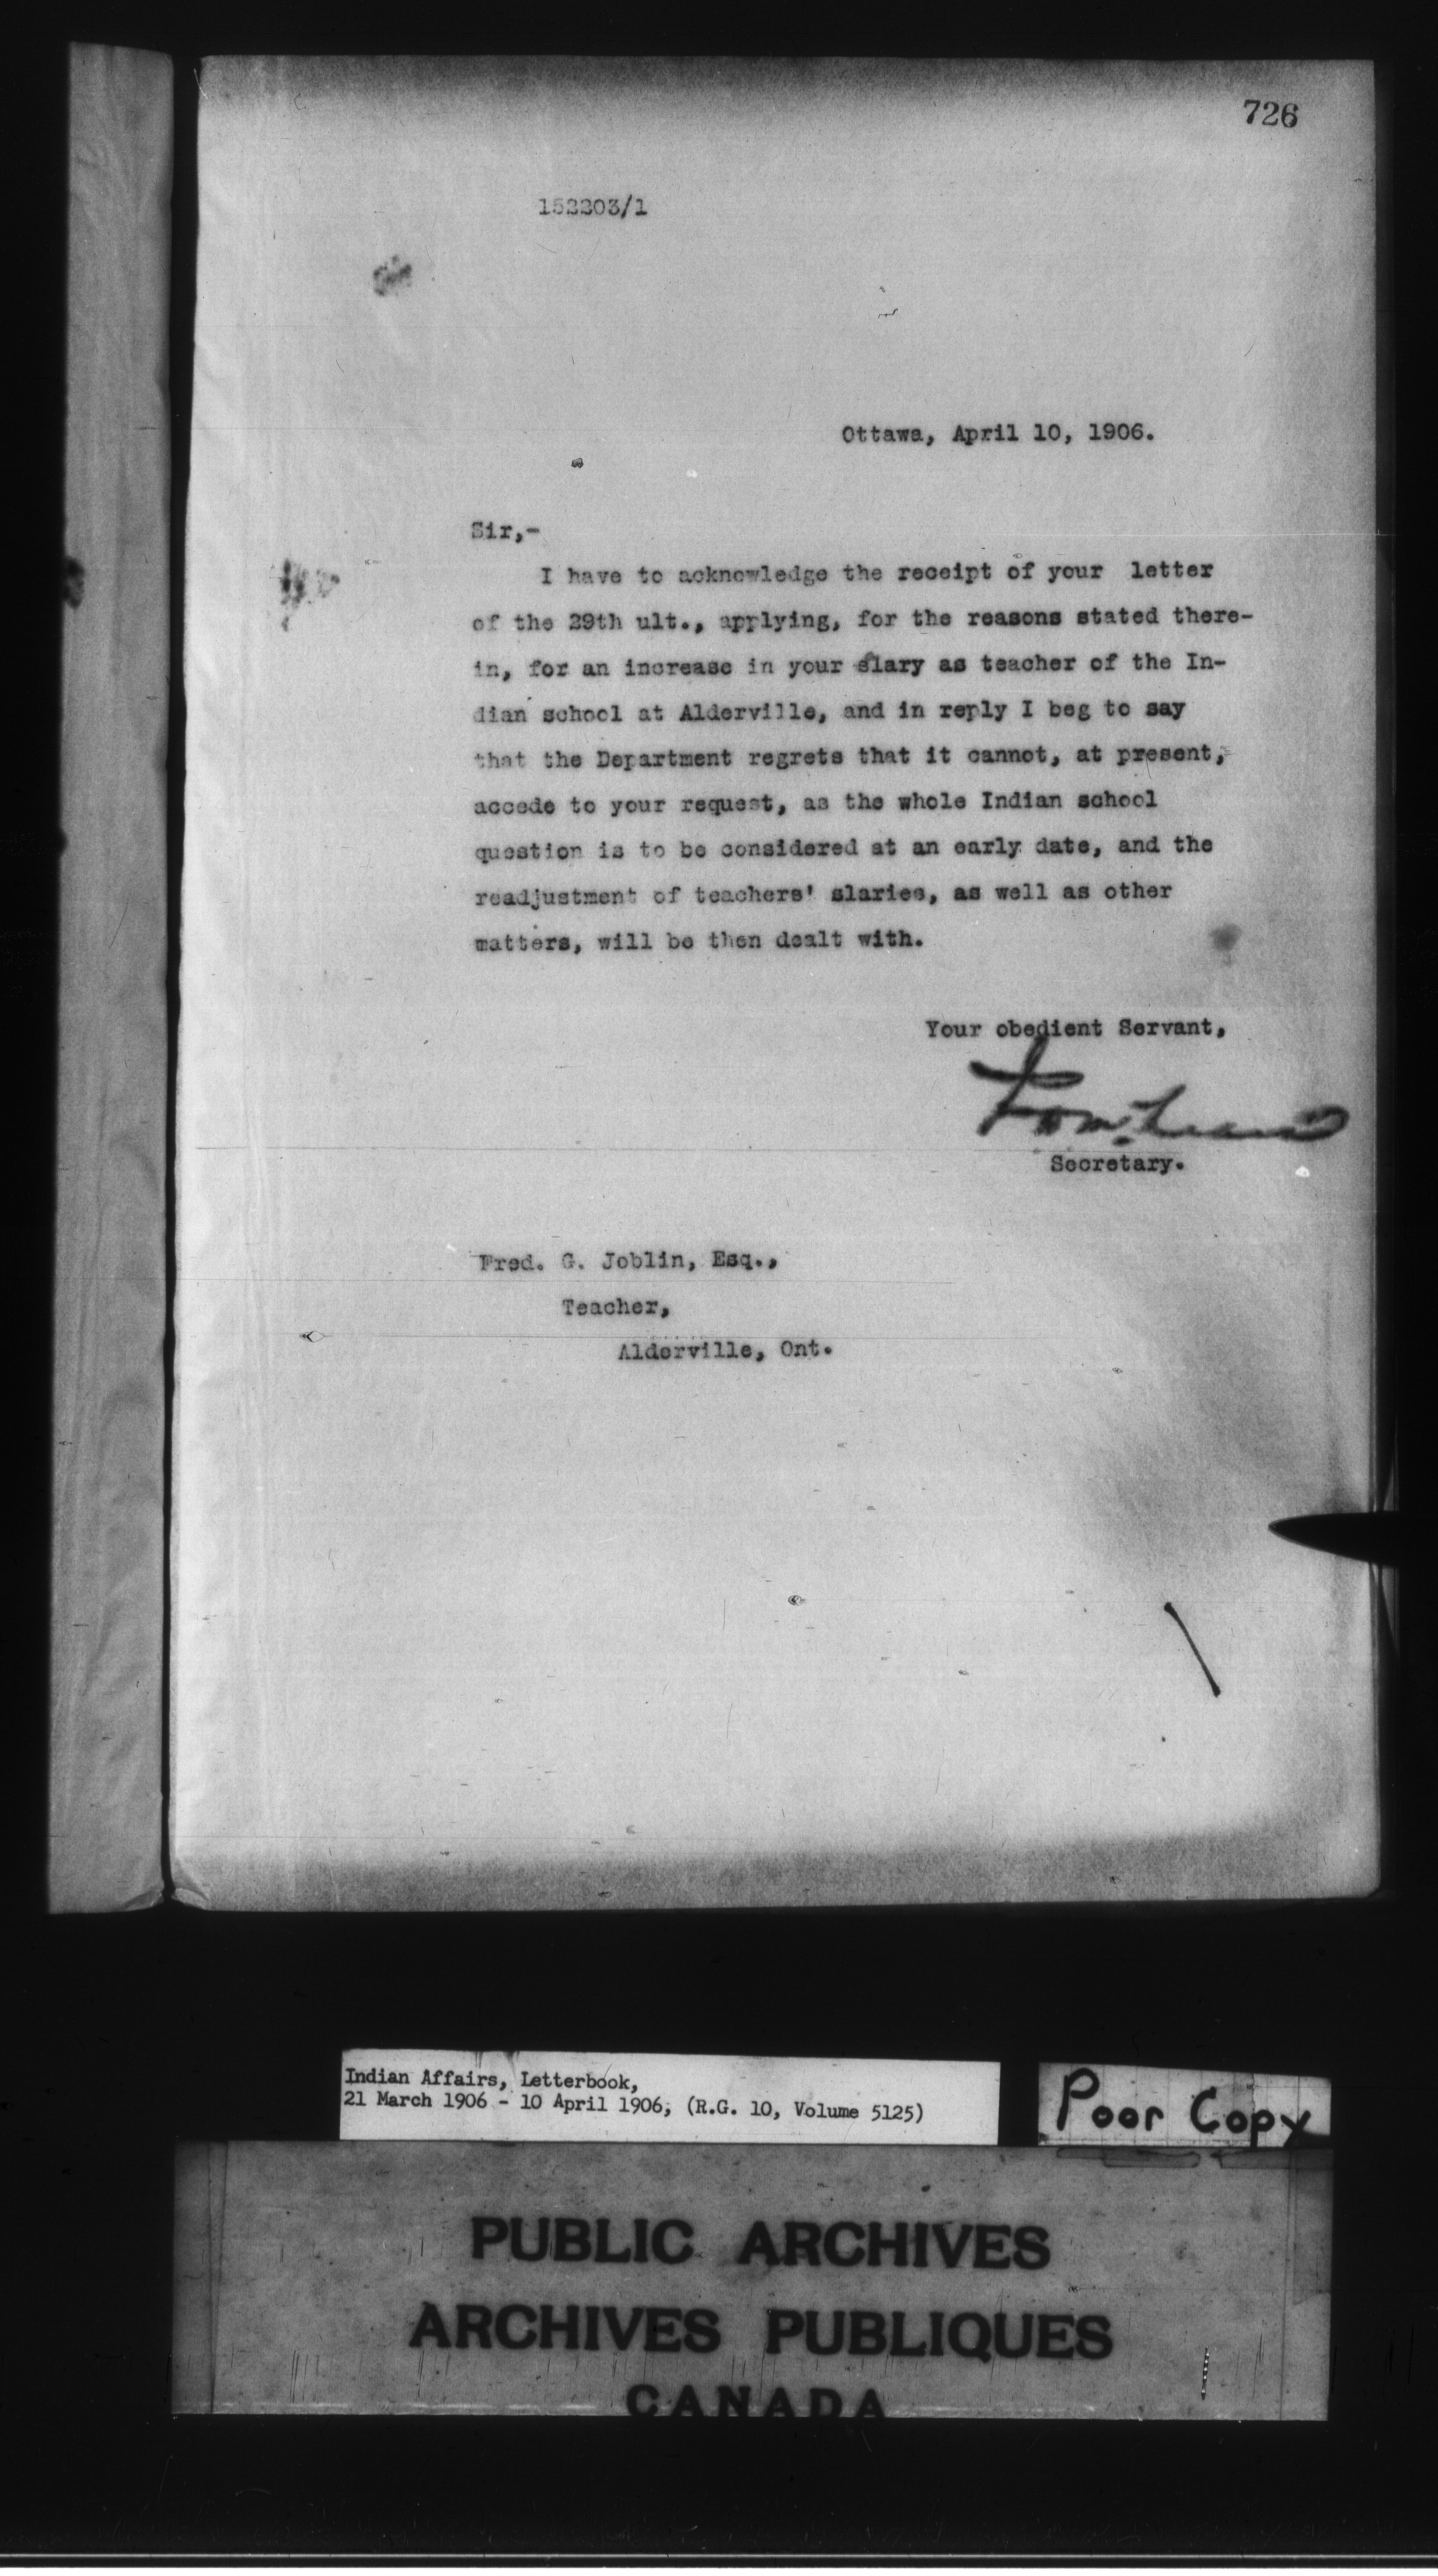 726
152203/1
Ottawa, April 10, 1906.
Sir,-
I have to acknowledge the receipt of your letter
of the 29th ult., applying, for the reasons stated there-
in, for an increase in your slary as teacher of the In-
dian school at Alderville, and in reply I beg to say
that the Department regrets that it cannot, at present,
accede to your request, as the whole Indian school
question is to be considered at an early date, and the
readjustment of teachers' slaries, as well as other
matters, will be then dealt with.
Your obedient Servant,
Secretary.
Fred. G. Joblin, Esq.,
Teacher,
Alderville, Ont.
Indian Affairs, Letterbook,
21 March 1906 - 10 April 1906, (R.G. 10, Volume 5125)
Poor Copy
PUBLIC ARCHIVES
ARCHIVES PUBLIQUES
CANADA